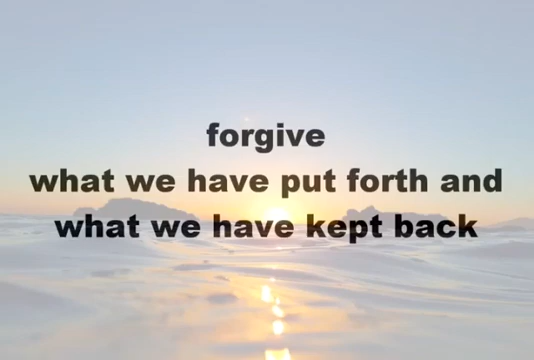 forgive
what we have put forth and
what we have kept back